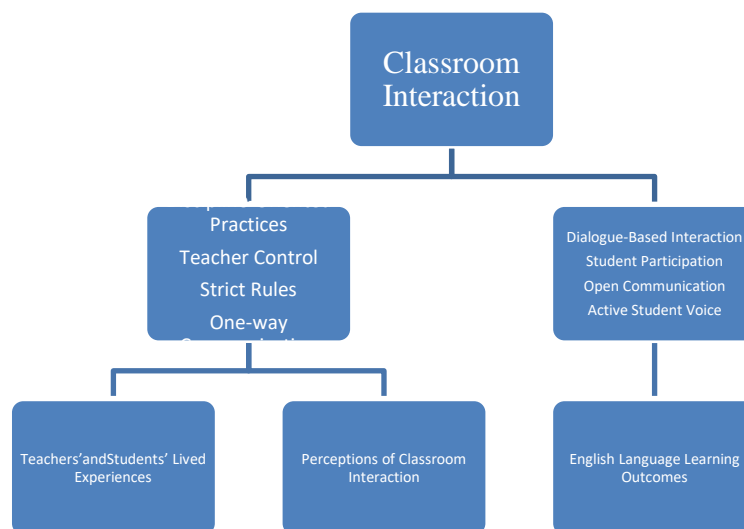 Classroom
Interaction
Practices
Teacher Control
Strict Rules
One-way
Dialogue-Based Interaction
Student Participation
Open Communication
Active Student Voice
Teachers'andStudents' Lived
Experiences
Perceptions of Classroom
Interaction
English Language Learning
Outcomes